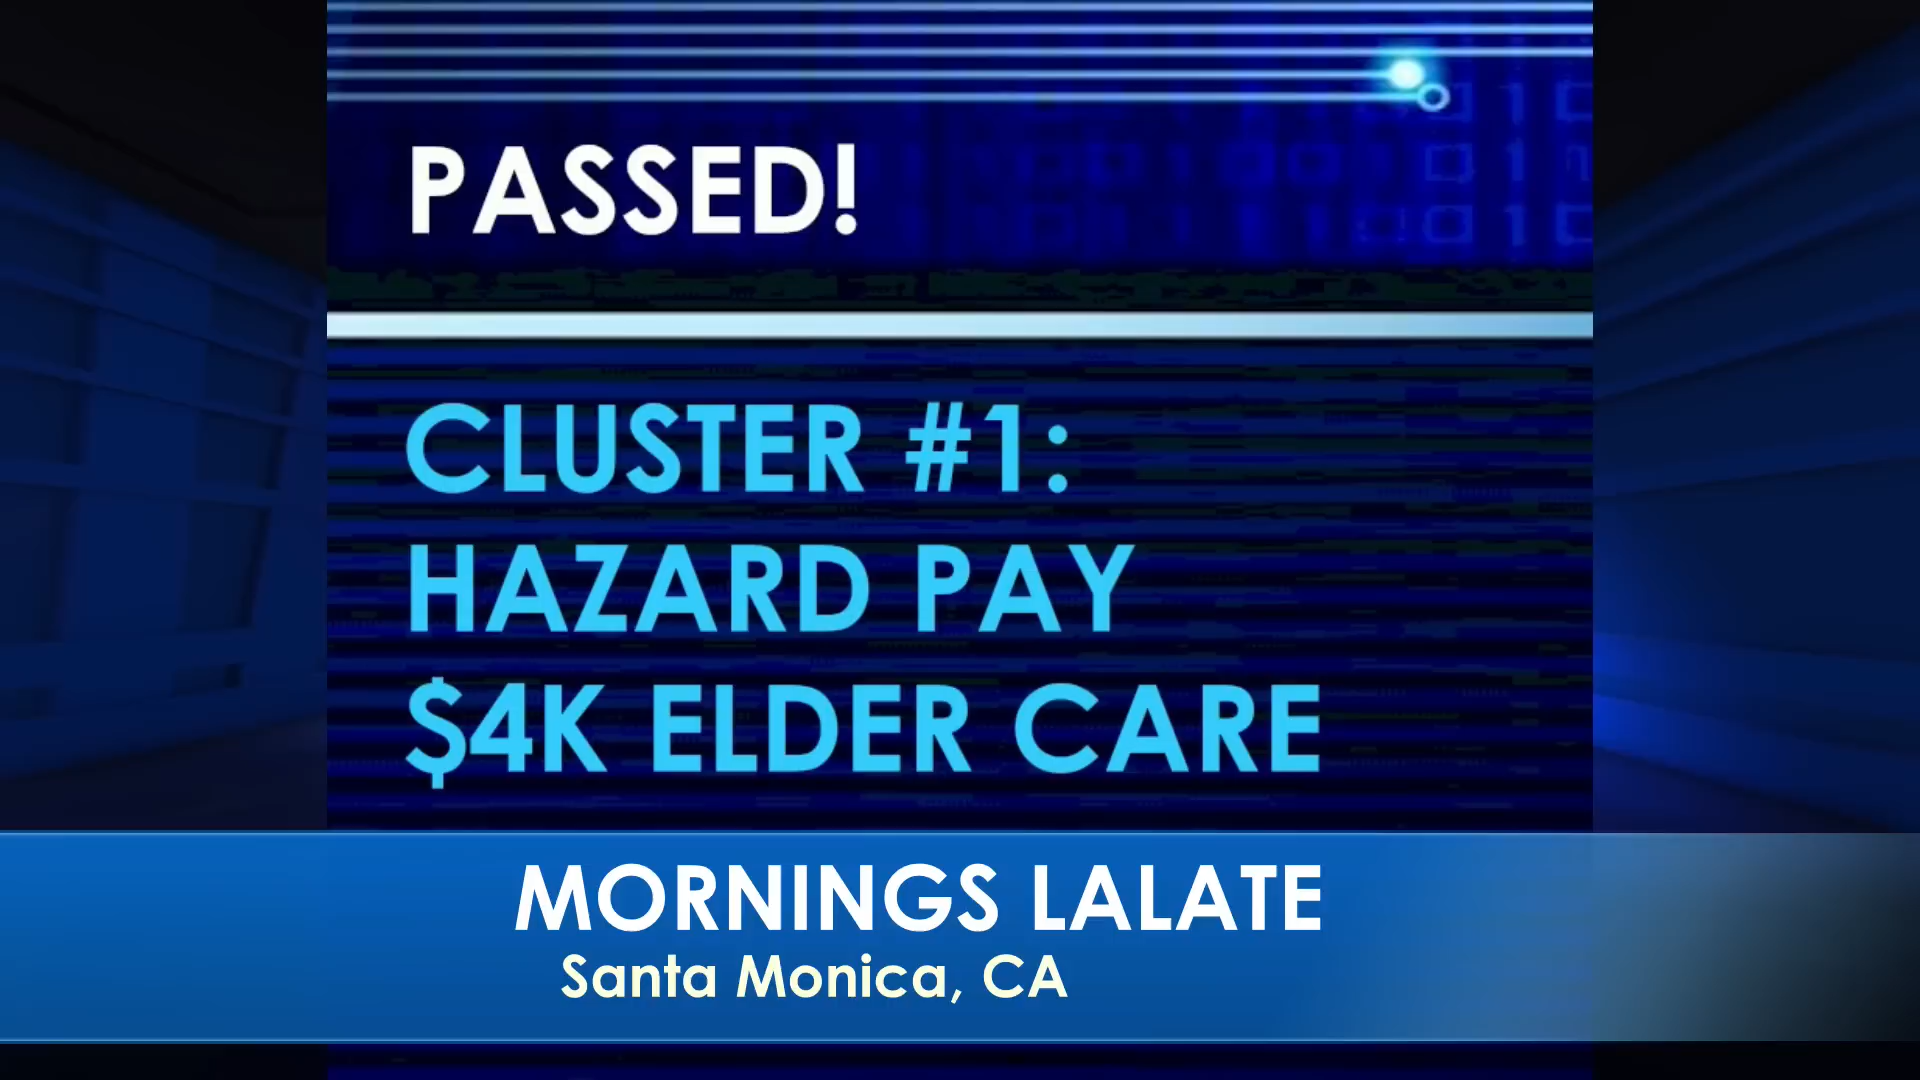 PASSED!
CLUSTER #1:
HAZARD PAY
$4K ELDER CARE
MORNINGS LALATE
Santa Monica, CA